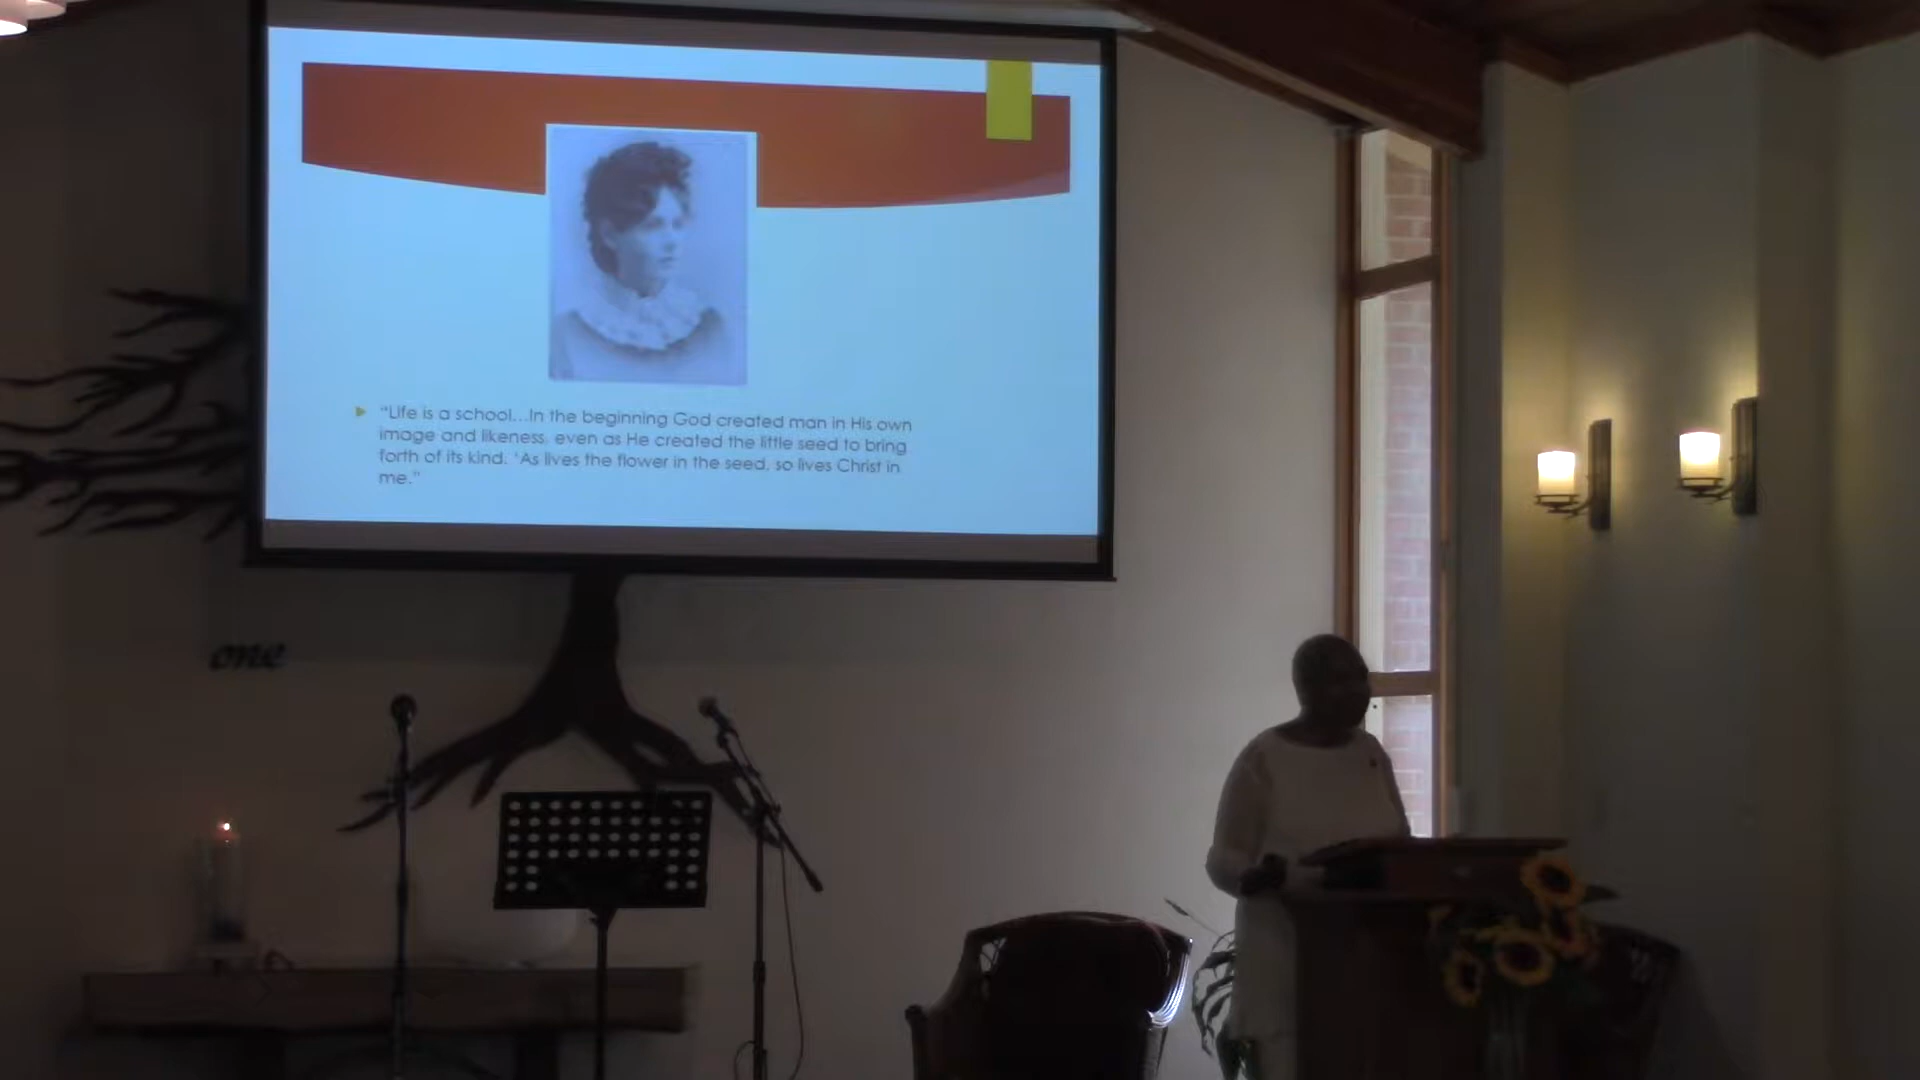 “Life is a school...In the beginning God created man in His own
image and likeness, even as He created the little seed to bring
forth of its kind. ‘As lives the flower in the seed, so lives Christ in
me.”
one